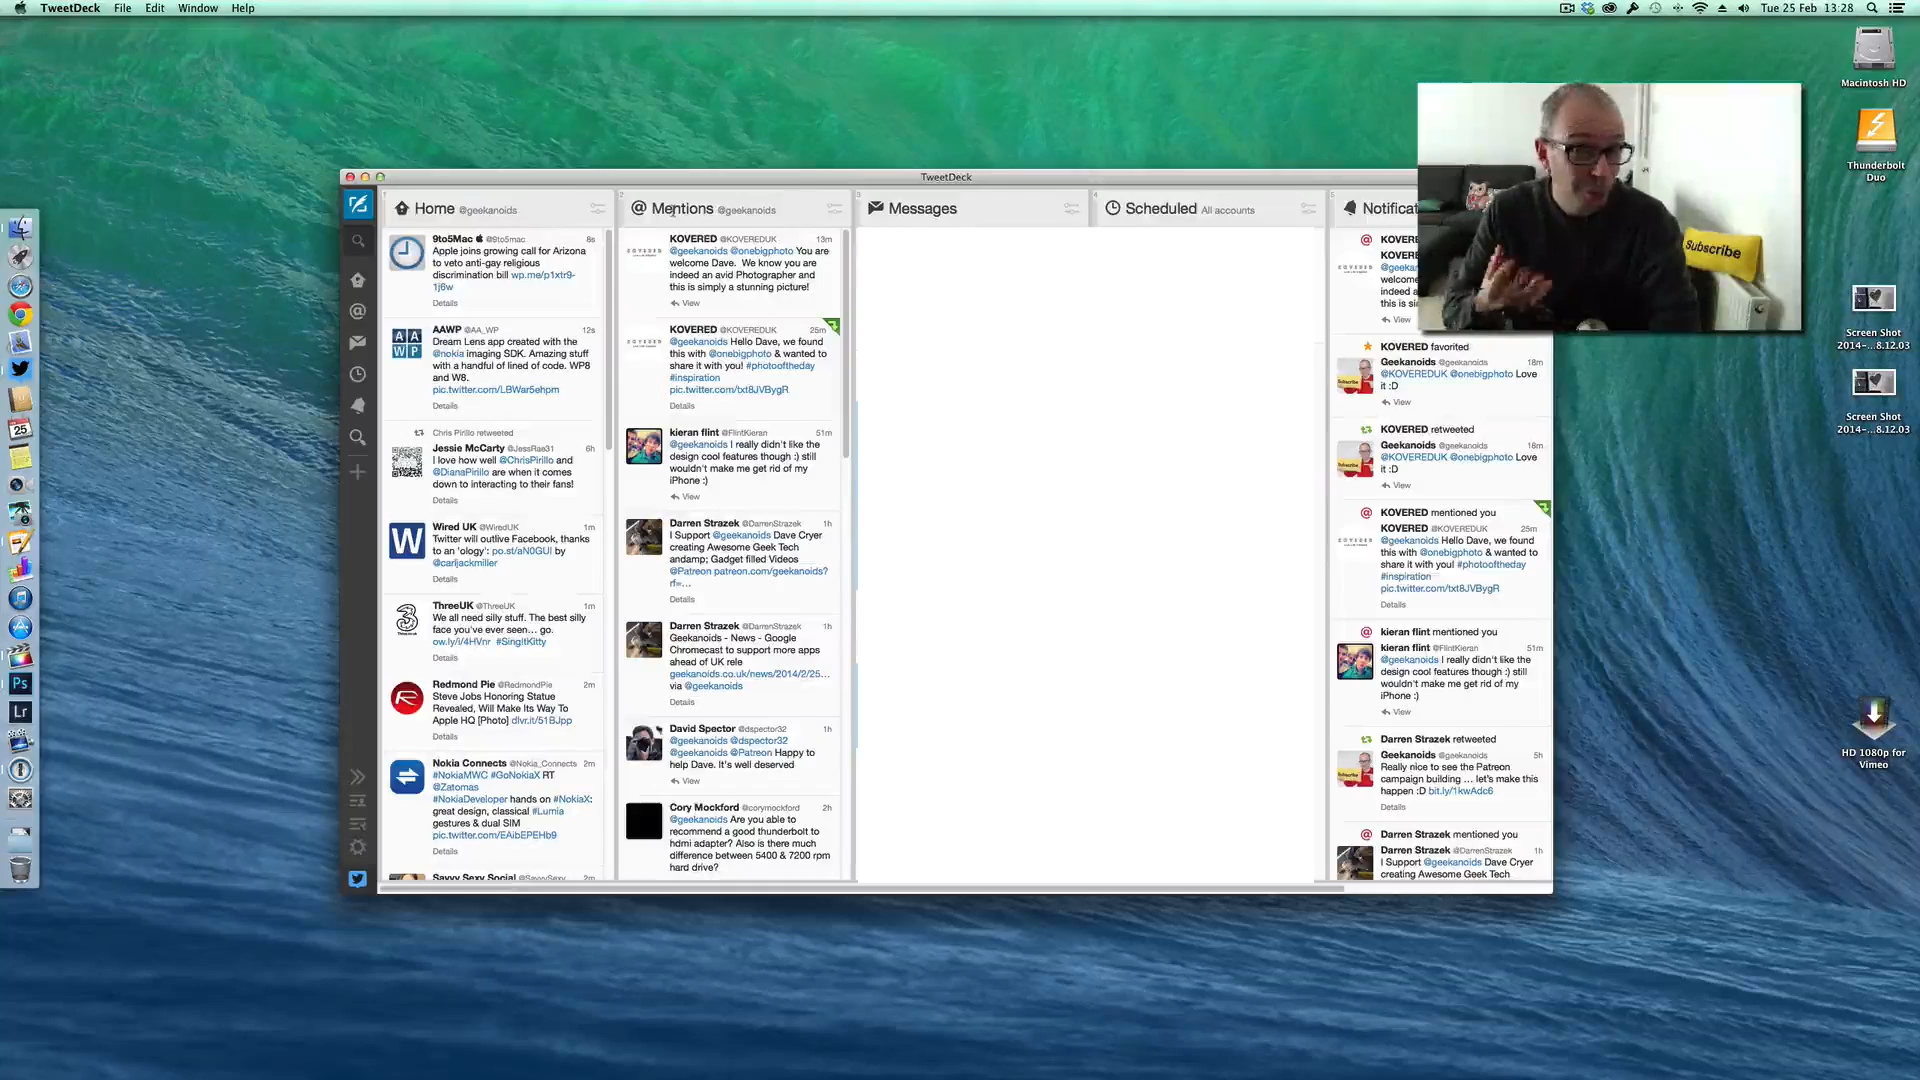 TweetDeck File Edit Window Help
Tue 25 Feb 13:28
Macintosh HD
Thunderbolt
Duo
Screen Shot
2014-...8.12.03
Screen Shot
2014-...8.12.03
HD 1080p for
Vimeo
Subscribe
TweetDeck
1
Home @geekanoids
9to5Mac @9to5mac 8s
Apple joins growing call for Arizona
to veto anti-gay religious
discrimination bill wp.me/p1xtr9-
1j6w
Details
AAWP @AA_WP 12s
Dream Lens app created with the
@nokia imaging SDK. Amazing stuff
with a handful of lined of code. WP8
and W8.
pic.twitter.com/LBWar5ehpm
Details
Chris Pirillo retweeted
Jessie McCarty @JessRae31 6h
I love how well @ChrisPirillo and
@DianaPirillo are when it comes
down to interacting to their fans!
Details
Wired UK @WiredUK 1m
Twitter will outlive Facebook, thanks
to an 'ology': po.st/aN0GUl by
@carljackmiller
Details
ThreeUK @ThreeUK 1m
We all need silly stuff. The best silly
face you've ever seen… go.
ow.ly/i/4HVnr #SingItKitty
Details
Redmond Pie @RedmondPie 2m
Steve Jobs Honoring Statue
Revealed, Will Make Its Way To
Apple HQ [Photo] dlvr.it/51BJpp
Details
Nokia Connects @Nokia_Connects 2m
#NokiaMWC #GoNokiaX RT
@Zatomas
#NokiaDeveloper hands on #NokiaX:
great design, classical #Lumia
gestures & dual SIM
pic.twitter.com/EAibEPEHb9
Details
Savvy Sexy Social @SavvySexy 2m
2
@ Mentions @geekanoids
KOVERED @KOVEREDUK 13m
@geekanoids @onebigphoto You are
welcome Dave. We know you are
indeed an avid Photographer and
this is simply a stunning picture!
View
KOVERED @KOVEREDUK 25m
@geekanoids Hello Dave, we found
this with @onebigphoto & wanted to
share it with you! #photooftheday
#inspiration
pic.twitter.com/txt8JVBygR
Details
kieran flint @FlintKieran 51m
@geekanoids I really didn't like the
design cool features though :) still
wouldn't make me get rid of my
iPhone :)
View
Darren Strazek @DarrenStrazek 1h
I Support @geekanoids Dave Cryer
creating Awesome Geek Tech
andamp; Gadget filled Videos
@Patreon patreon.com/geekanoids?
rf=…
Details
Darren Strazek @DarrenStrazek 1h
Geekanoids - News - Google
Chromecast to support more apps
ahead of UK rele
geekanoids.co.uk/news/2014/2/25…
via @geekanoids
Details
David Spector @dspector32 1h
@geekanoids @dspector32
@geekanoids @Patreon Happy to
help Dave. It's well deserved
View
Cory Mockford @corymockford 2h
@geekanoids Are you able to
recommend a good thunderbolt to
hdmi adapter? Also is there much
difference between 5400 & 7200 rpm
hard drive?
3
Messages
4
Scheduled All accounts
5
Notificat
KOVERE
KOVERE
@geeka
welcome
indeed a
this is si
View
KOVERED favorited
Geekanoids @geekanoids 18m
@KOVEREDUK @onebigphoto Love
it :D
View
KOVERED retweeted
Geekanoids @geekanoids 18m
@KOVEREDUK @onebigphoto Love
it :D
View
KOVERED mentioned you
KOVERED @KOVEREDUK 25m
@geekanoids Hello Dave, we found
this with @onebigphoto & wanted to
share it with you! #photooftheday
#inspiration
pic.twitter.com/txt8JVBygR
Details
kieran flint mentioned you
kieran flint @FlintKieran 51m
@geekanoids I really didn't like the
design cool features though :) still
wouldn't make me get rid of my
iPhone :)
View
Darren Strazek retweeted
Geekanoids @geekanoids 5h
Really nice to see the Patreon
campaign building ... let's make this
happen :D bit.ly/1kwAdc6
Details
Darren Strazek mentioned you
Darren Strazek @DarrenStrazek 1h
I Support @geekanoids Dave Cryer
creating Awesome Geek Tech
25
Ps
Lr